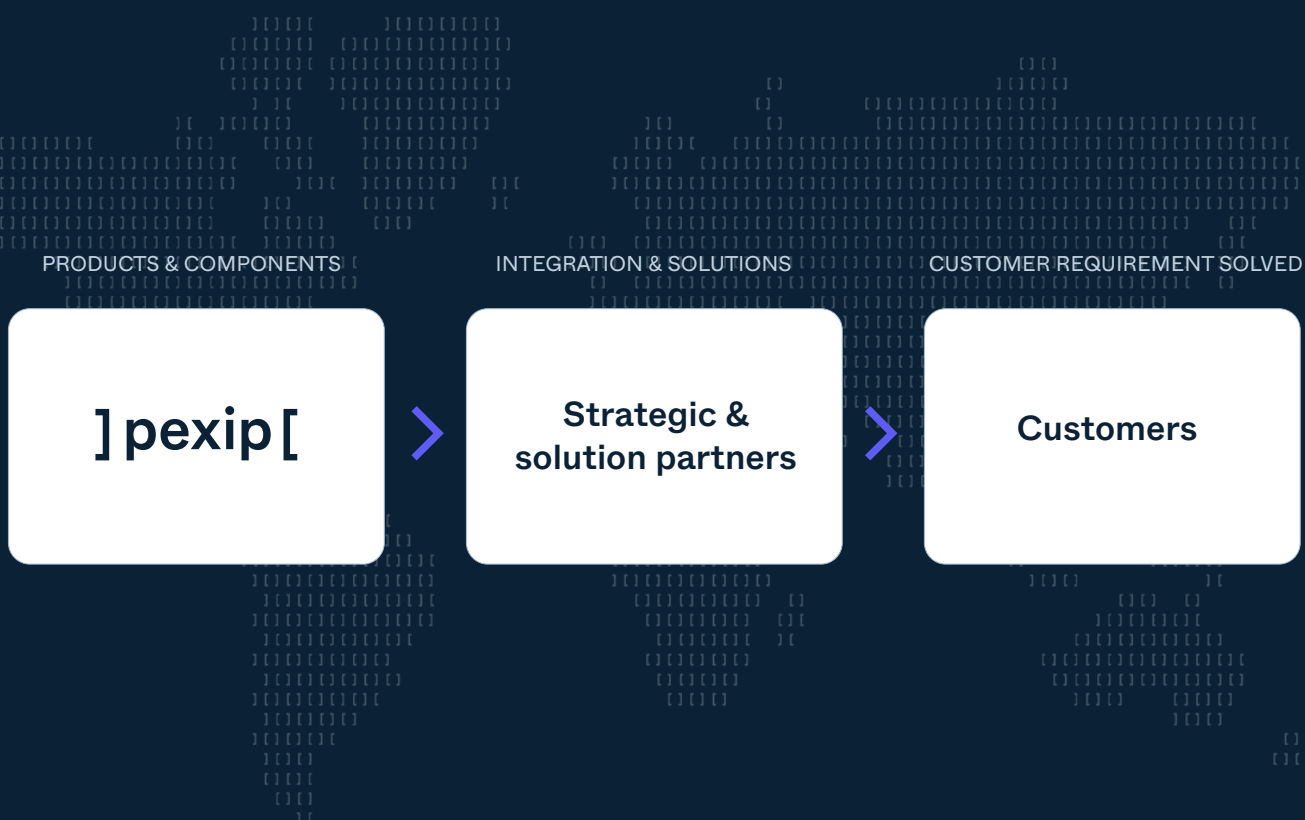 PRODUCTS & COMPONENTS
INTEGRATION & SOLUTIONS
CUSTOMER REQUIREMENT SOLVED
]pexip[
Strategic &
solution partners
Customers